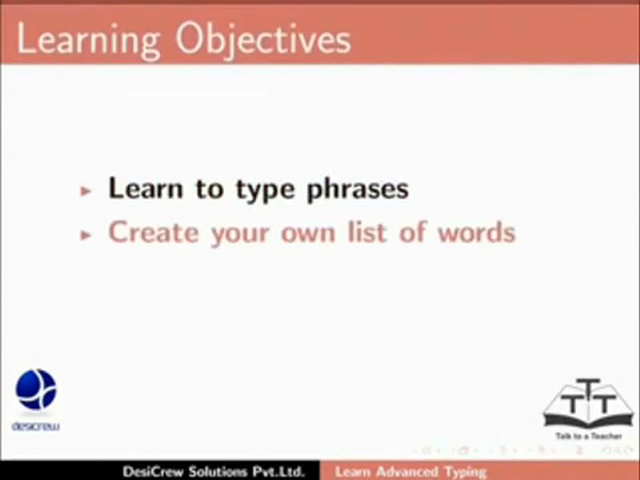 Learning Objectives
Learn to type phrases
Create your own list of words
desicrew
TTT
Talk to a Teacher
DesiCrew Solutions Pvt.Ltd. Learn Advanced Typing